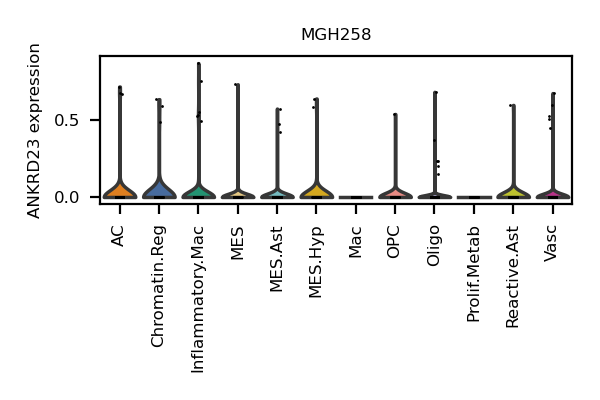 MGH258
ANKRD23 expression
0.5
0.0
AC
Chromatin.Reg
Inflammatory.Mac
MES
MES.Ast
MES.Hyp
Mac
OPC
Oligo
Prolif.Metab
Reactive.Ast
Vasc